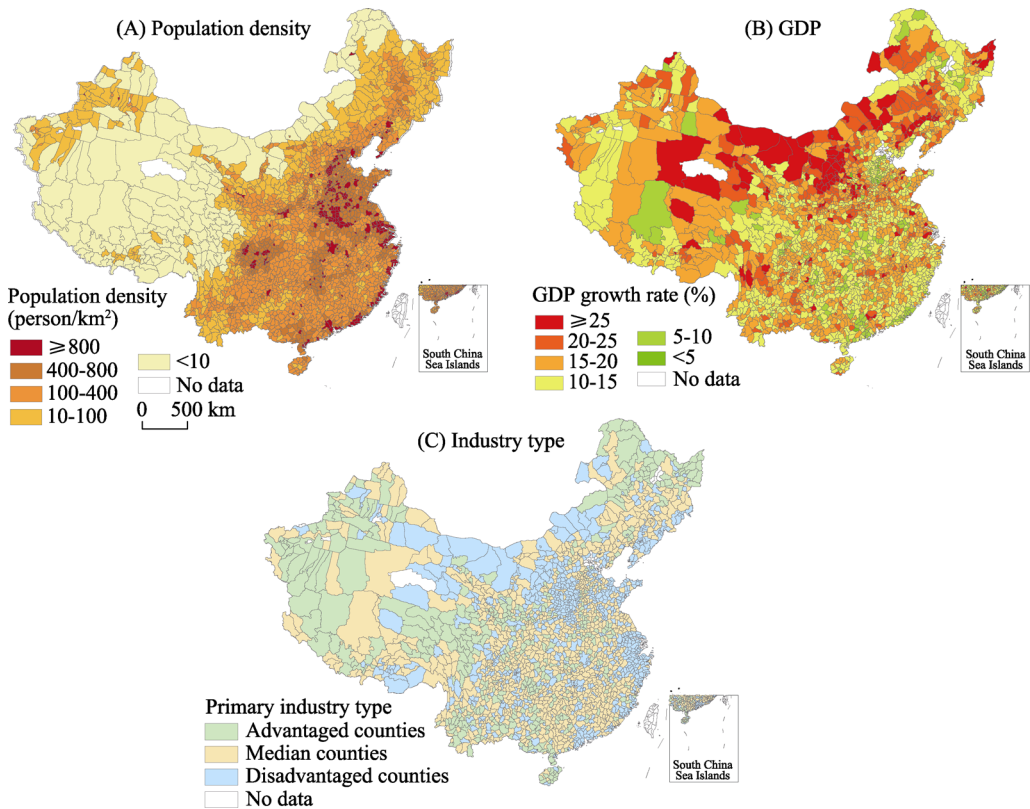 (A) Population density
Population density
(person/km²)
⩾800
400-800
100-400
10-100
<10
No data
0 500 km
South China
Sea Islands
(B) GDP
GDP growth rate (%)
⩾25
20-25
15-20
10-15
5-10
<5
No data
South China
Sea Islands
(C) Industry type
Primary industry type
Advantaged counties
Median counties
Disadvantaged counties
No data
South China
Sea Islands